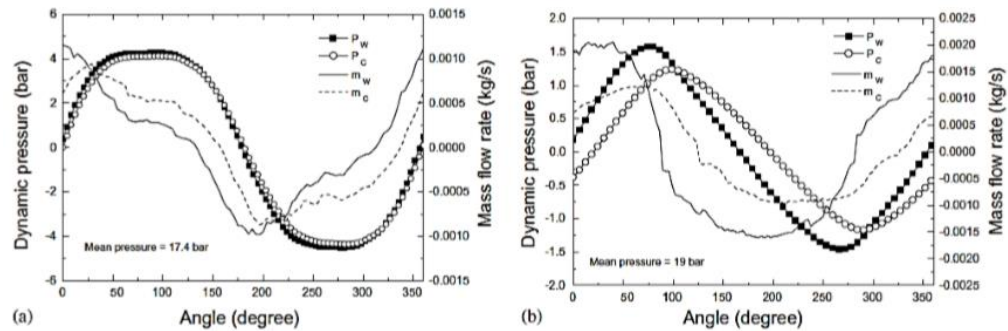 6
4
2
0
-2
-4
-6
Dynamic pressure (bar)
P_w
P_c
m_w
m_c
Mean pressure = 17.4 bar
0.0015
0.0010
0.0005
0.0000
-0.0005
-0.0010
-0.0015
Mass flow rate (kg/s)
0 50 100 150 200 250 300 350
Angle (degree)
(a)
2.0
1.5
1.0
0.5
0.0
-0.5
-1.0
-1.5
-2.0
Dynamic pressure (bar)
P_w
P_c
m_w
m_c
Mean pressure = 19 bar
0.0025
0.0020
0.0015
0.0010
0.0005
0.0000
-0.0005
-0.0010
-0.0015
-0.0020
-0.0025
Mass flow rate (kg/s)
0 50 100 150 200 250 300 350
Angle (degree)
(b)